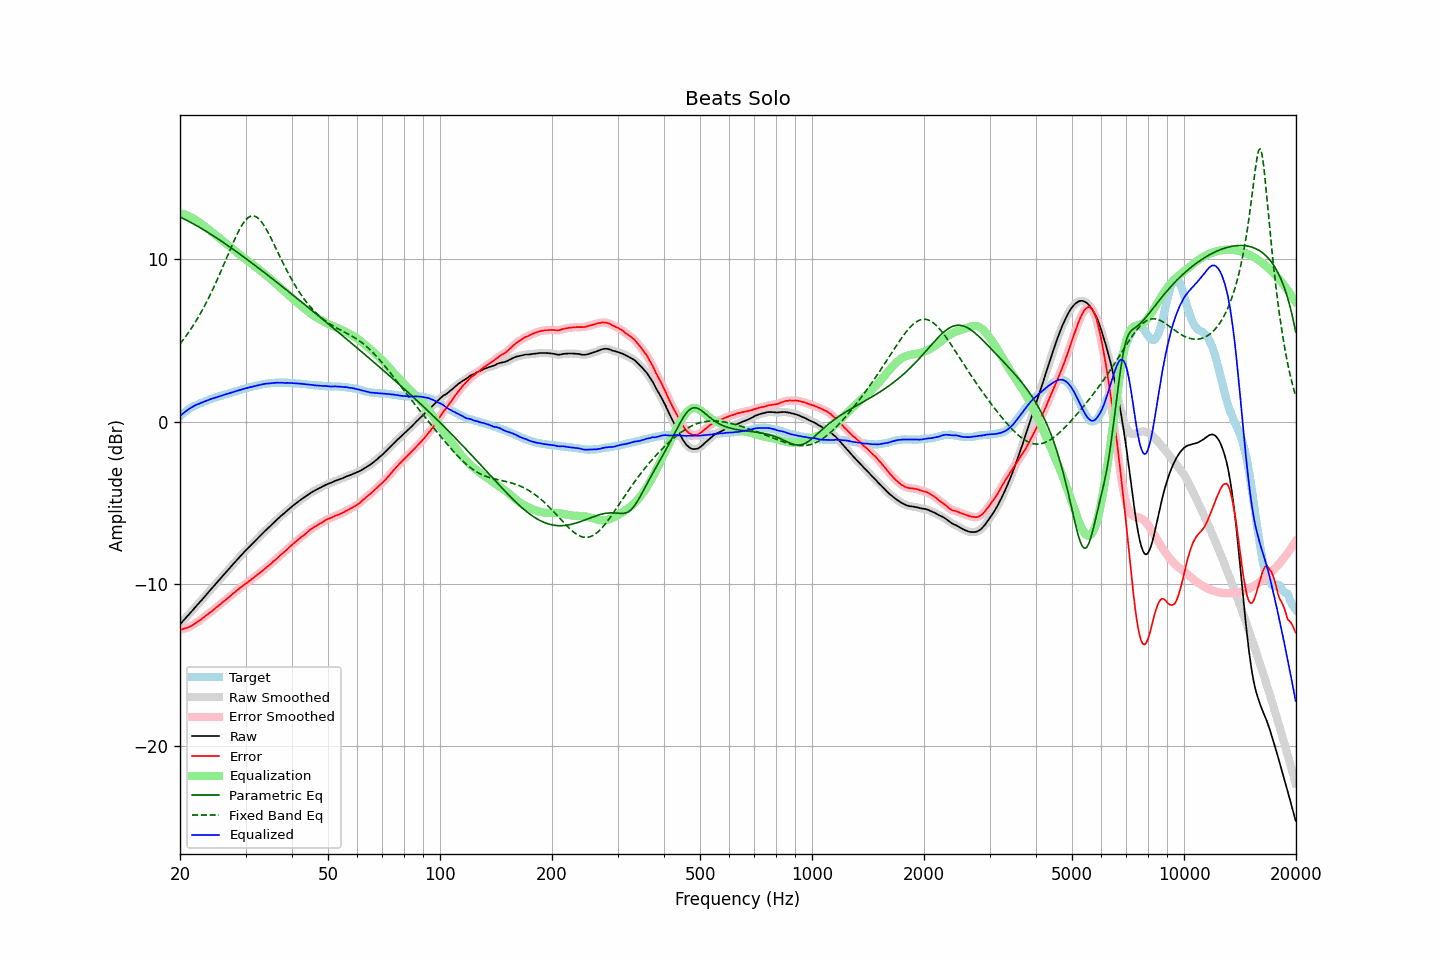 Beats Solo
Amplitude (dBr)
10
0
−10
−20
Target
Raw Smoothed
Error Smoothed
Raw
Error
Equalization
Parametric Eq
Fixed Band Eq
Equalized
20 50 100 200 500 1000 2000 5000 10000 20000
Frequency (Hz)